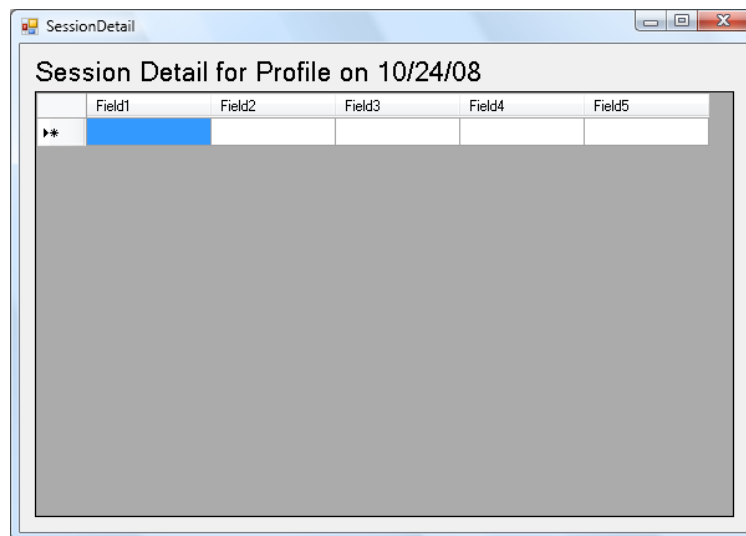 SessionDetail
Session Detail for Profile on 10/24/08
Field1 Field2 Field3 Field4 Field5